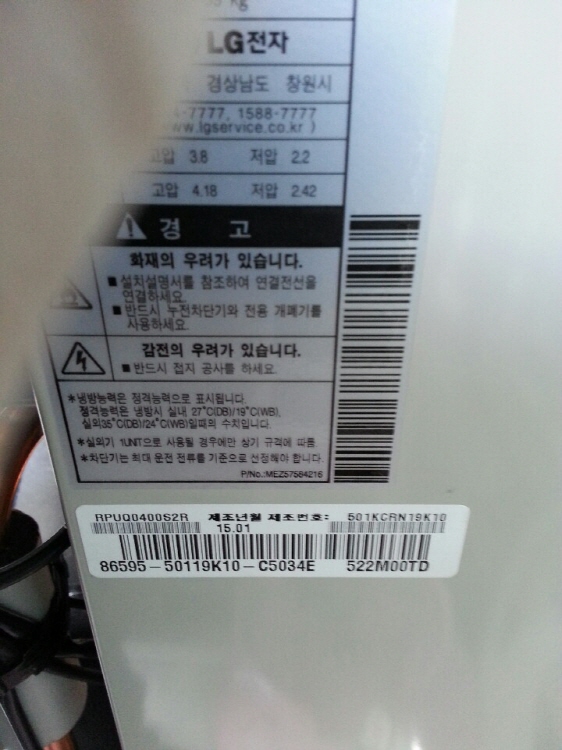 kg
LG전자
경상남도 창원시
-7777, 1588-7777
ww.lgservice.co.kr )
고압 3.8 저압 2.2
고압 4.18 저압 2.42
경 고
화재의 우려가 있습니다.
■ 설치설명서를 참조하여 연결전선을
연결하세요.
■ 반드시 누전차단기와 전용 개폐기를
사용하세요.
감전의 우려가 있습니다.
■ 반드시 접지 공사를 하세요.
*냉방능력은 정격능력으로 표시됩니다.
정격능력은 냉방시 실내 27℃(DB)/19℃(WB),
실외35℃(DB)/24℃(WB)일때의 수치입니다.
*실외기 1UNIT으로 사용될 경우에만 상기 규격에 따름.
*차단기는 최대 운전 전류를 기준으로 선정해야 합니다.
P/No.:MEZ57584216
RPUQ0400S2R 제조년월 제조번호: 501KCRN19K10
15.01
86595-50119K10-C5034E 522M00TD